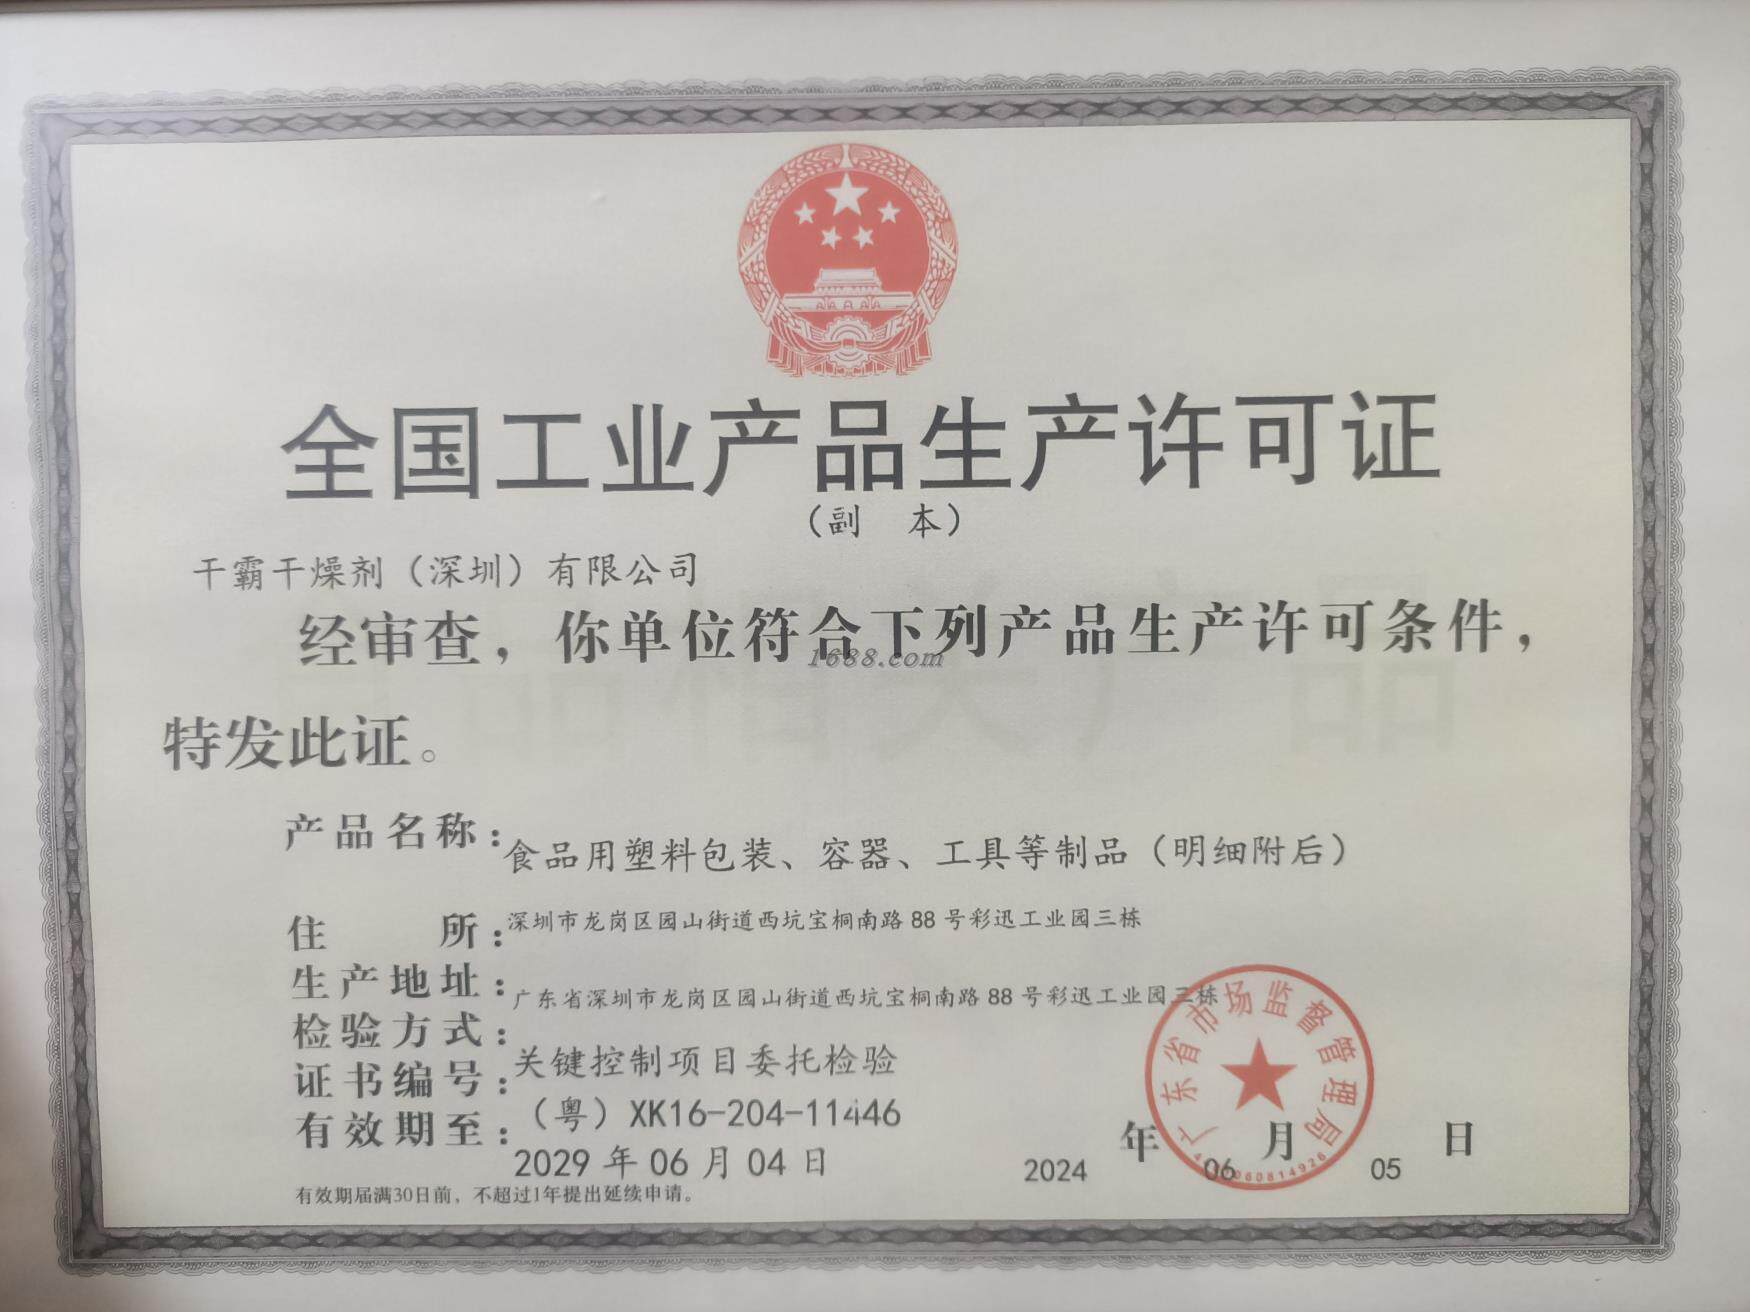 全国工业产品生产许可证
（副 本）
干霸干燥剂（深圳）有限公司
经审查，你单位符合下列产品生产许可条件，
1688.com
特发此证。
产品名称：食品用塑料包装、容器、工具等制品（明细附后）
住 所：深圳市龙岗区园山街道西坑宝桐南路88号彩迅工业园三栋
生产地址：广东省深圳市龙岗区园山街道西坑宝桐南路88号彩迅工业园三栋
检验方式：关键控制项目委托检验
证书编号：（粤）XK16-204-11446
有效期至：2029年06月04日
2024年06月05日
广东省市场监督管理局
有效期届满30日前，不超过1年提出延续申请。